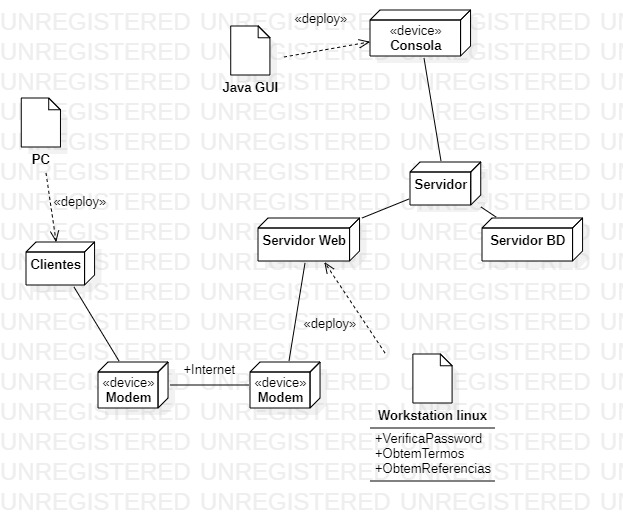 «deploy»
«device»
Consola
Java GUI
PC
«deploy»
Servidor
Clientes
Servidor Web
Servidor BD
«deploy»
«device»
Modem
+Internet
«device»
Modem
Workstation linux
+VerificaPassword
+ObtemTermos
+ObtemReferencias
UNREGISTERED